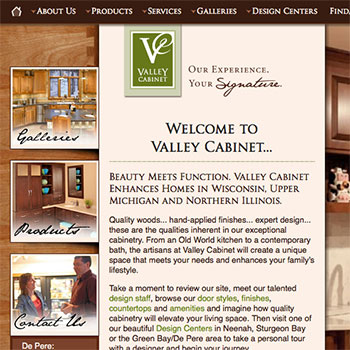 About Us Products Services Galleries Design Centers Find
VC
VALLEY
CABINET
Our Experience.
Your Signature.
Galleries
Products
Contact Us
De Pere:
Welcome to
Valley Cabinet...
Beauty Meets Function. Valley Cabinet
Enhances Homes in Wisconsin, Upper
Michigan and Northern Illinois.
Quality woods... hand-applied finishes... expert design...
these are the qualities inherent in our exceptional
cabinetry. From an Old World kitchen to a contemporary
bath, the artisans at Valley Cabinet will create a unique
space that meets your needs and enhances your family's
lifestyle.
Take a moment to review our site, meet our talented
design staff, browse our door styles, finishes,
countertops and amenities and imagine how quality
cabinetry will elevate your living space. Then visit one of
our beautiful Design Centers in Neenah, Sturgeon Bay
or the Green Bay/De Pere area to take a personal tour
with a designer and begin your journey